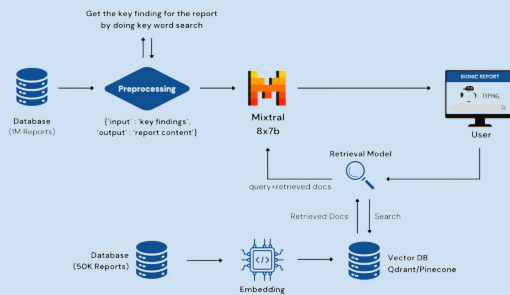 Get the key finding for the report
by doing key word search
Preprocessing
Database
(1M Reports)
{'input' : 'key findings',
'output' : 'report content'}
Mixtral
8x7b
BIONIC REPORT
TYPING..
User
Retrieval Model
query+retrieved docs
Retrieved Docs
Search
Database
(50K Reports)
Embedding
Vector DB
Qdrant/Pinecone